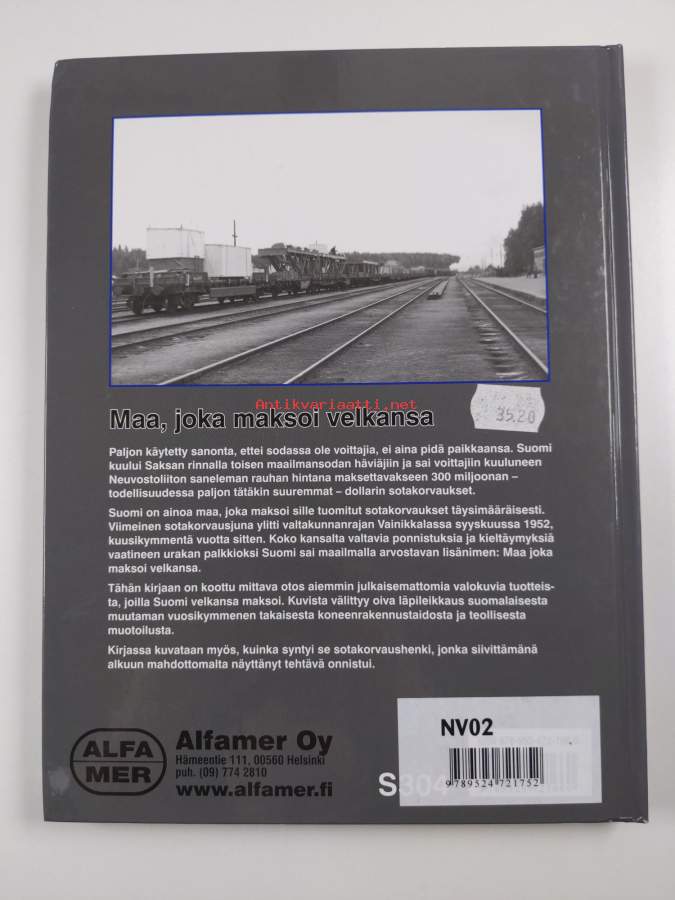 Antikvariaatti.net
Maa, joka maksoi velkansa
35.20
Paljon käytetty sanonta, ettei sodassa ole voittajia, ei aina pidä paikkaansa. Suomi
kuului Saksan rinnalla toisen maailmansodan häviäjiin ja sai voittajiin kuuluneen
Neuvostoliiton saneleman rauhan hintana maksettavakseen 300 miljoonan –
todellisuudessa paljon tätäkin suuremmat – dollarin sotakorvaukset.
Suomi on ainoa maa, joka maksoi sille tuomitut sotakorvaukset täysimääräisesti.
Viimeinen sotakorvausjuna ylitti valtakunnanrajan Vainikkalassa syyskuussa 1952,
kuusikymmentä vuotta sitten. Koko kansalta valtavia ponnistuksia ja kieltäymyksiä
vaatineen urakan palkkioksi Suomi sai maailmalla arvostavan lisänimen: Maa joka
maksoi velkansa.
Tähän kirjaan on koottu mittava otos aiemmin julkaisemattomia valokuvia tuotteis-
ta, joilla Suomi velkansa maksoi. Kuvista välittyy oiva läpileikkaus suomalaisesta
muutaman vuosikymmenen takaisesta koneenrakennustaidosta ja teollisesta
muotoilusta.
Kirjassa kuvataan myös, kuinka syntyi se sotakorvaushenki, jonka siivittämänä
alkuun mahdottomalta näyttänyt tehtävä onnistui.
ALFA
MER
Alfamer Oy
Hämeentie 111, 00560 Helsinki
puh. (09) 774 2810
www.alfamer.fi
NV02
S304
9 789524 721752